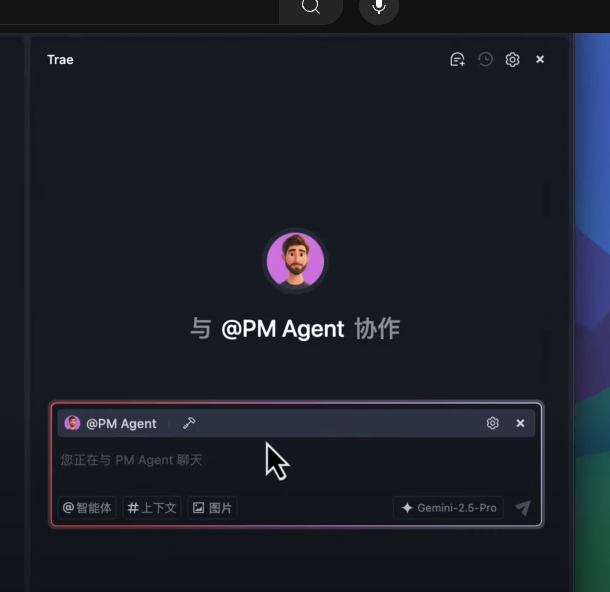 Trae
与 @PM Agent 协作
@PM Agent
您正在与 PM Agent 聊天
@智能体 #上下文 图片 Gemini-2.5-Pro